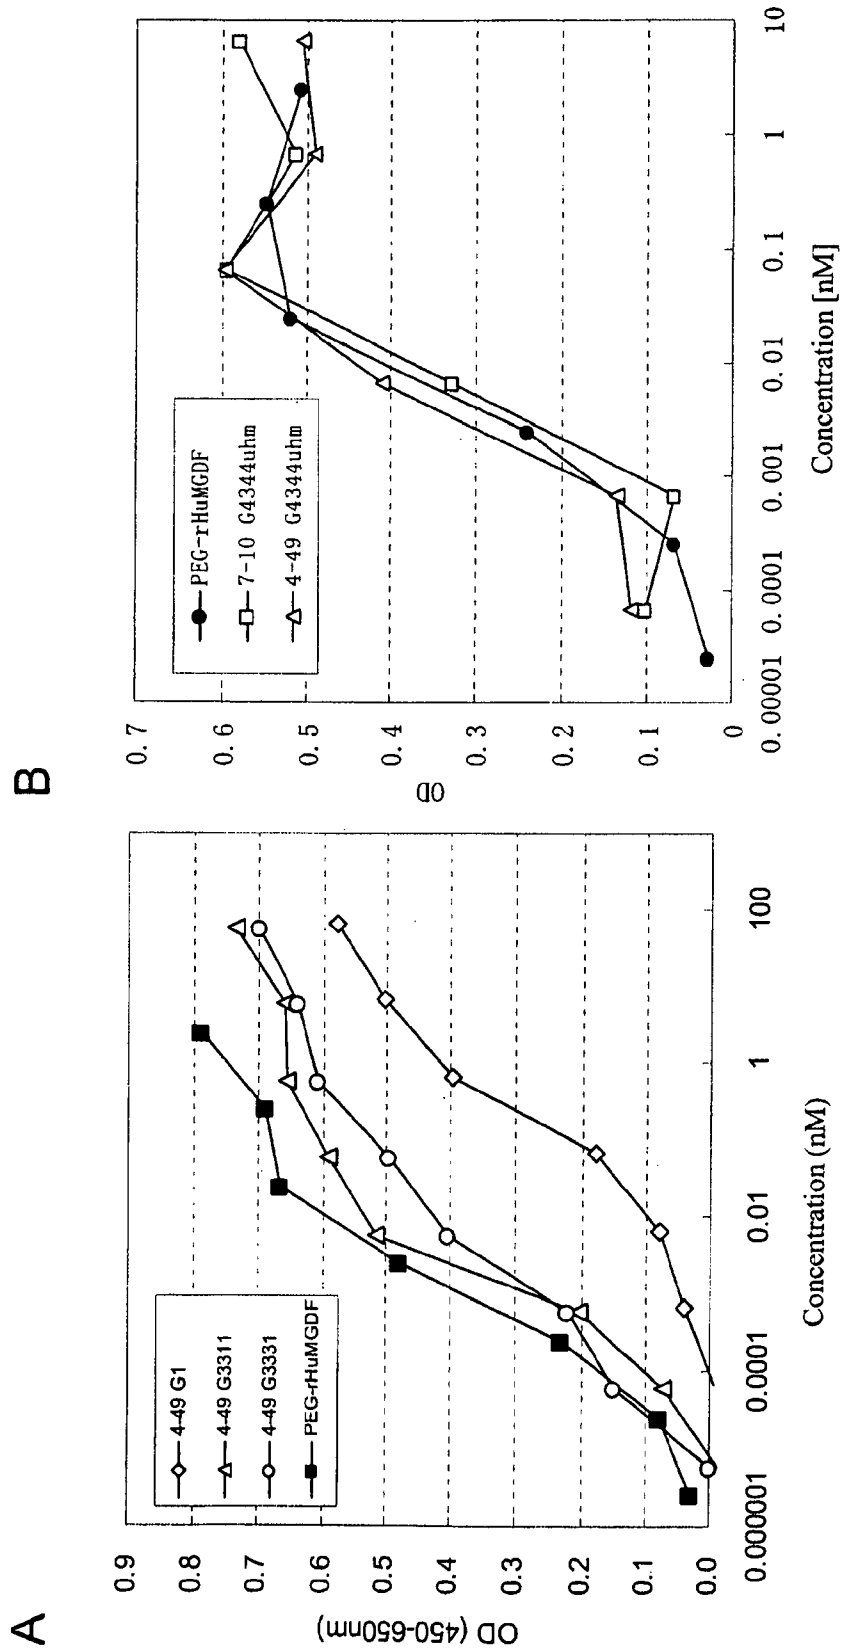 A
OD (450-650nm)
0.9
0.8
0.7
0.6
0.5
0.4
0.3
0.2
0.1
0.0
4-49 G1
4-49 G3311
4-49 G3331
PEG-rHuMGDF
0.000001
0.0001
0.01
1
100
Concentration (nM)
B
OD
0.7
0.6
0.5
0.4
0.3
0.2
0.1
0
PEG-rHuMGDF
7-10 G4344uhm
4-49 G4344uhm
0.00001
0.0001
0.001
0.01
0.1
1
10
Concentration [nM]